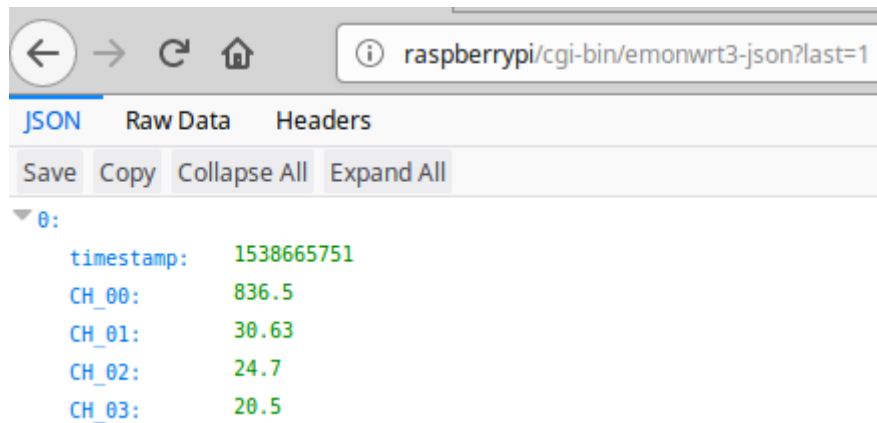 raspberrypi/cgi-bin/emonwrt3-json?last=1
JSON Raw Data Headers
Save Copy Collapse All Expand All
0:
timestamp: 1538665751
CH_00: 836.5
CH_01: 30.63
CH_02: 24.7
CH_03: 20.5